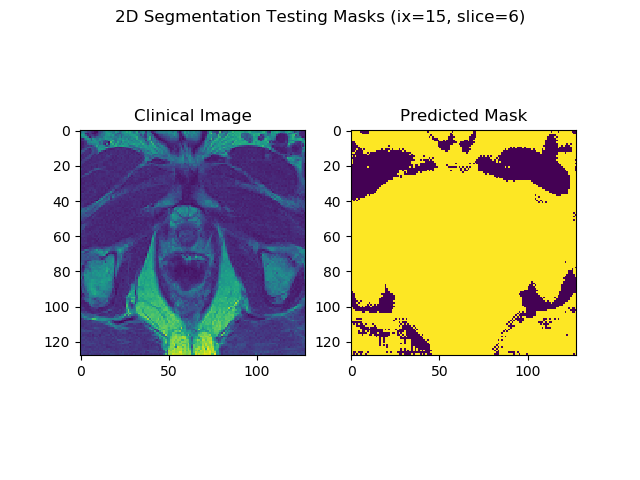 2D Segmentation Testing Masks (ix=15, slice=6)
Clinical Image Predicted Mask
0 0
20 20
40 40
60 60
80 80
100 100
120 120
0 50 100 0 50 100